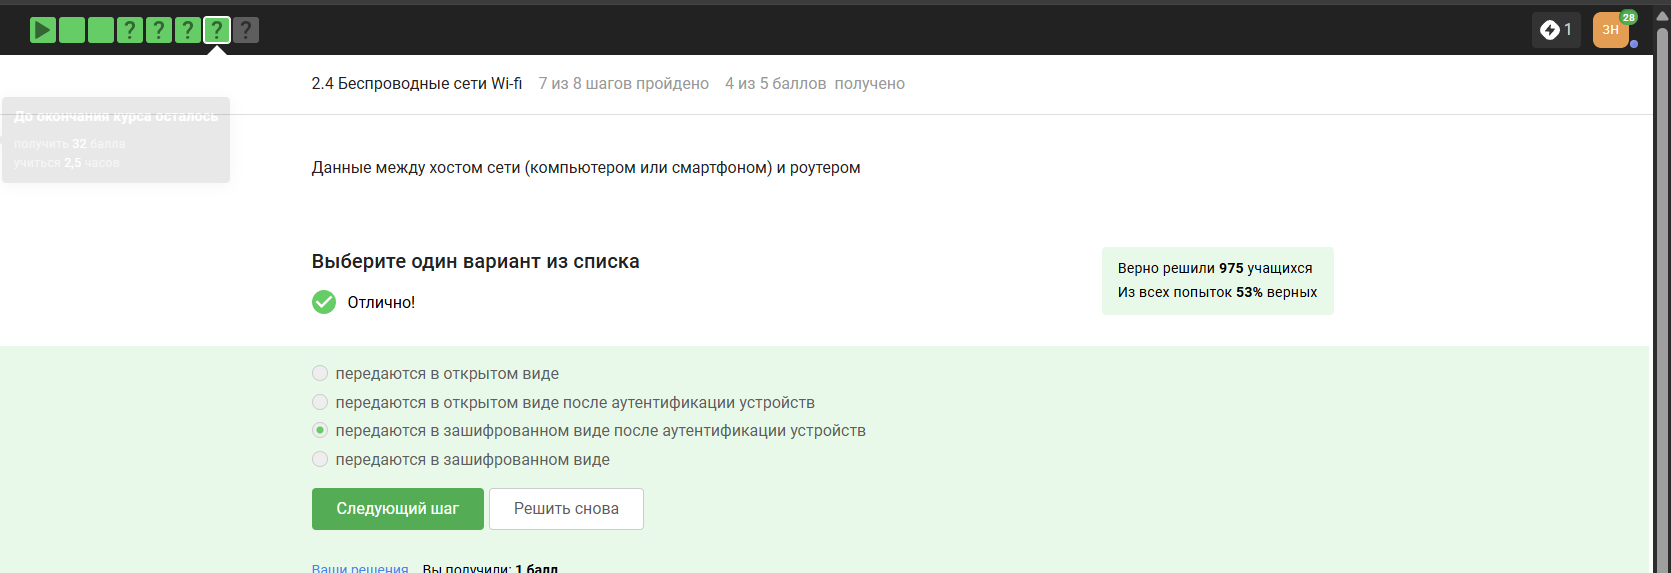 ? ? ? ? ?
1
ЗН
28
2.4 Беспроводные сети Wi-fi 7 из 8 шагов пройдено 4 из 5 баллов получено
До окончания курса осталось
получить 32 балла
учиться 2,5 часов
Данные между хостом сети (компьютером или смартфоном) и роутером
Выберите один вариант из списка
Отлично!
Верно решили 975 учащихся
Из всех попыток 53% верных
передаются в открытом виде
передаются в открытом виде после аутентификации устройств
передаются в зашифрованном виде после аутентификации устройств
передаются в зашифрованном виде
Следующий шаг
Решить снова
Ваши решения Вы получили: 1 балл